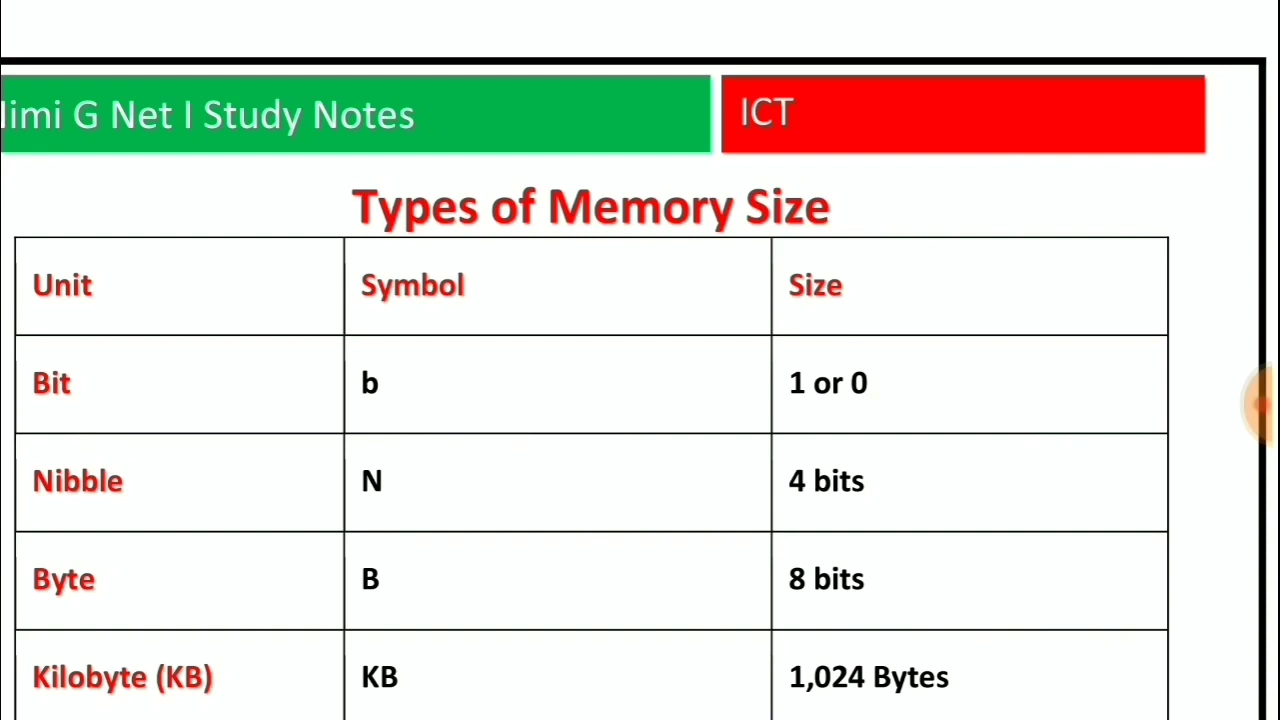 G Net I Study Notes
ICT
Types of Memory Size
Unit Symbol Size
Bit b 1 or 0
Nibble N 4 bits
Byte B 8 bits
Kilobyte (KB) KB 1,024 Bytes